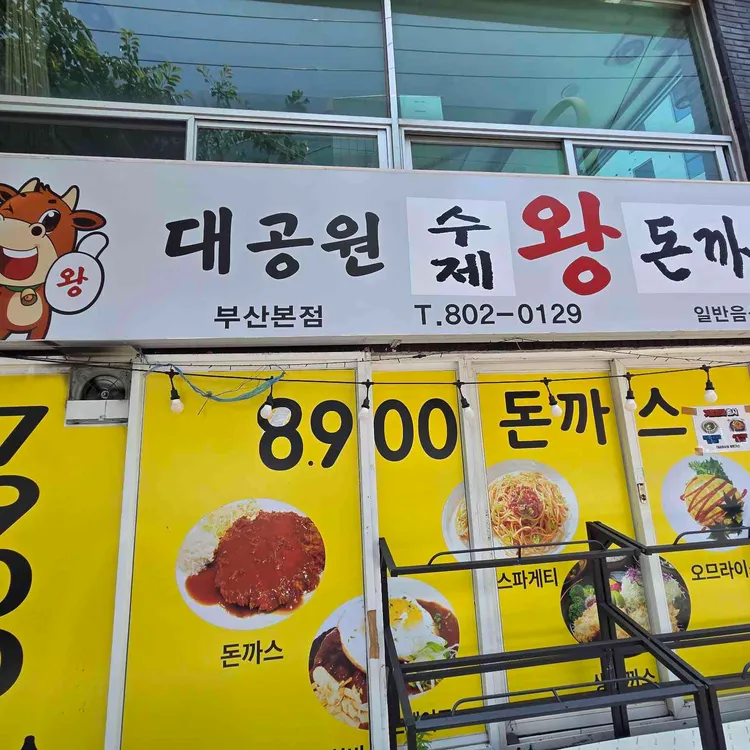 대공원 수제 왕 돈까
왕
부산본점 T.802-0129 일반음
8.900 돈까스
7900
돈까스
스파게티
오므라이